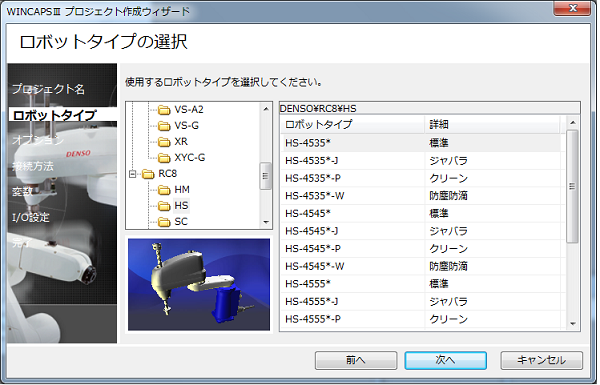 WINCAPSⅢ プロジェクト作成ウィザード
ロボットタイプの選択
プロジェクト名
ロボットタイプ
オプション
接続方法
変数
I/O設定
完了
DENSO
使用するロボットタイプを選択してください。
VS-A2
VS-G
XR
XYC-G
RC8
HM
HS
SC
DENSO¥RC8¥HS
ロボットタイプ 詳細
HS-4535* 標準
HS-4535*-J ジャバラ
HS-4535*-P クリーン
HS-4535*-W 防塵防滴
HS-4545* 標準
HS-4545*-J ジャバラ
HS-4545*-P クリーン
HS-4545*-W 防塵防滴
HS-4555* 標準
HS-4555*-J ジャバラ
HS-4555*-P クリーン
前へ 次へ キャンセル